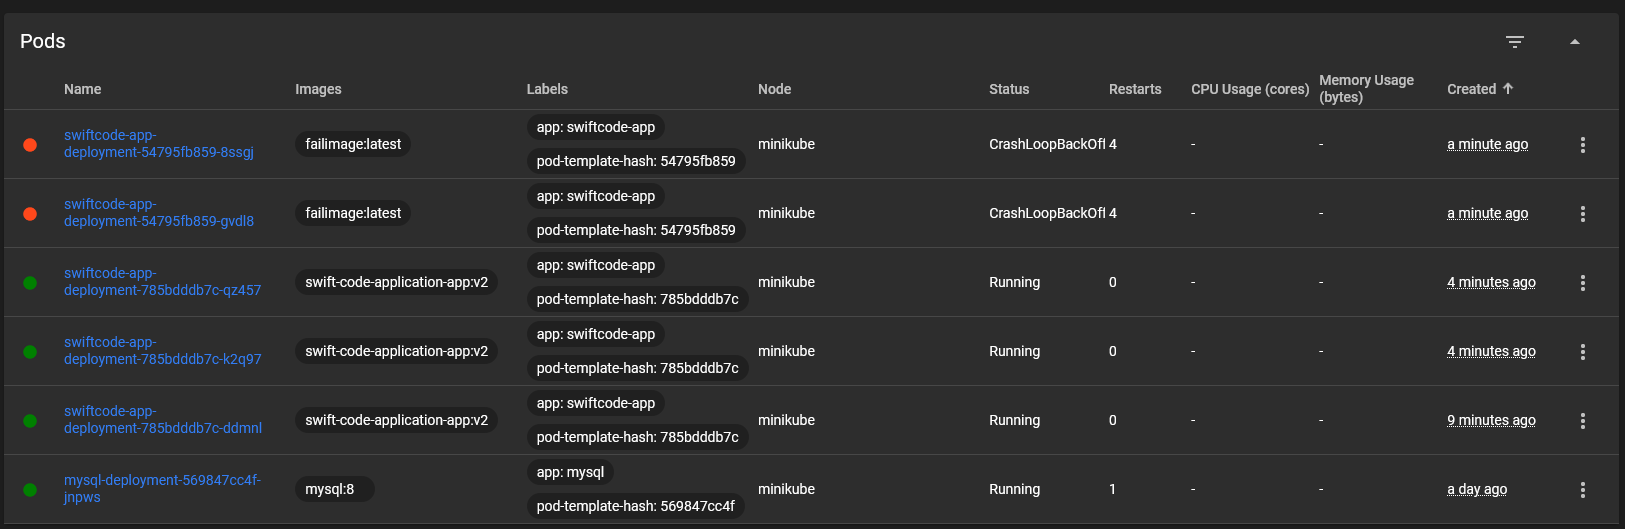 Pods
Name Images Labels Node Status Restarts CPU Usage (cores) Memory Usage (bytes) Created
swiftcode-app-
deployment-54795fb859-8ssgj
failimage:latest
app: swiftcode-app
pod-template-hash: 54795fb859
minikube
CrashLoopBackOff
4
-
-
a minute ago
swiftcode-app-
deployment-54795fb859-gvdl8
failimage:latest
app: swiftcode-app
pod-template-hash: 54795fb859
minikube
CrashLoopBackOff
4
-
-
a minute ago
swiftcode-app-
deployment-785bdddb7c-qz457
swift-code-application-app:v2
app: swiftcode-app
pod-template-hash: 785bdddb7c
minikube
Running
0
-
-
4 minutes ago
swiftcode-app-
deployment-785bdddb7c-k2q97
swift-code-application-app:v2
app: swiftcode-app
pod-template-hash: 785bdddb7c
minikube
Running
0
-
-
4 minutes ago
swiftcode-app-
deployment-785bdddb7c-ddmnl
swift-code-application-app:v2
app: swiftcode-app
pod-template-hash: 785bdddb7c
minikube
Running
0
-
-
9 minutes ago
mysql-deployment-569847cc4f-
jnpws
mysql:8
app: mysql
pod-template-hash: 569847cc4f
minikube
Running
1
-
-
a day ago